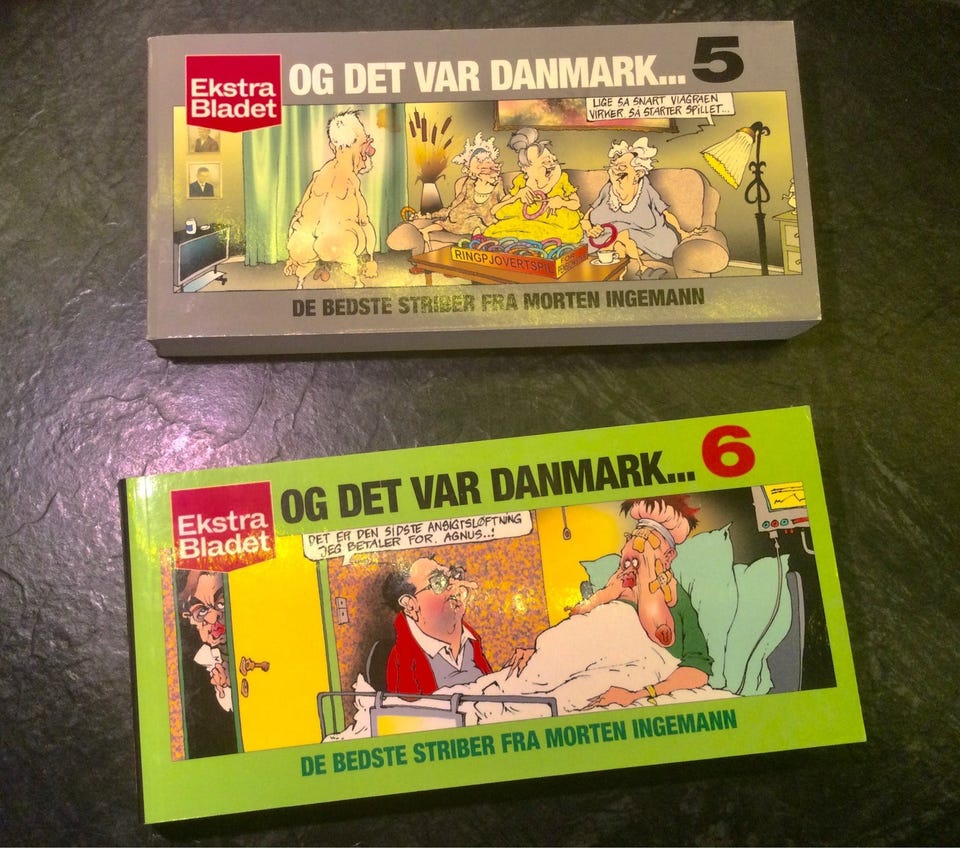 Ekstra
Bladet
OG DET VAR DANMARK... 5
LIGE SA SNART VIAGRAEN
VIRKER SA STARTER SPILLET...
RINGPJOVERTSPIL
DE BEDSTE STRIBER FRA MORTEN INGEMANN
Ekstra
Bladet
OG DET VAR DANMARK... 6
DET ER DEN SIDSTE ANSIGTSLØFTNING
JEG BETALER FOR, AGNUS..!
DE BEDSTE STRIBER FRA MORTEN INGEMANN